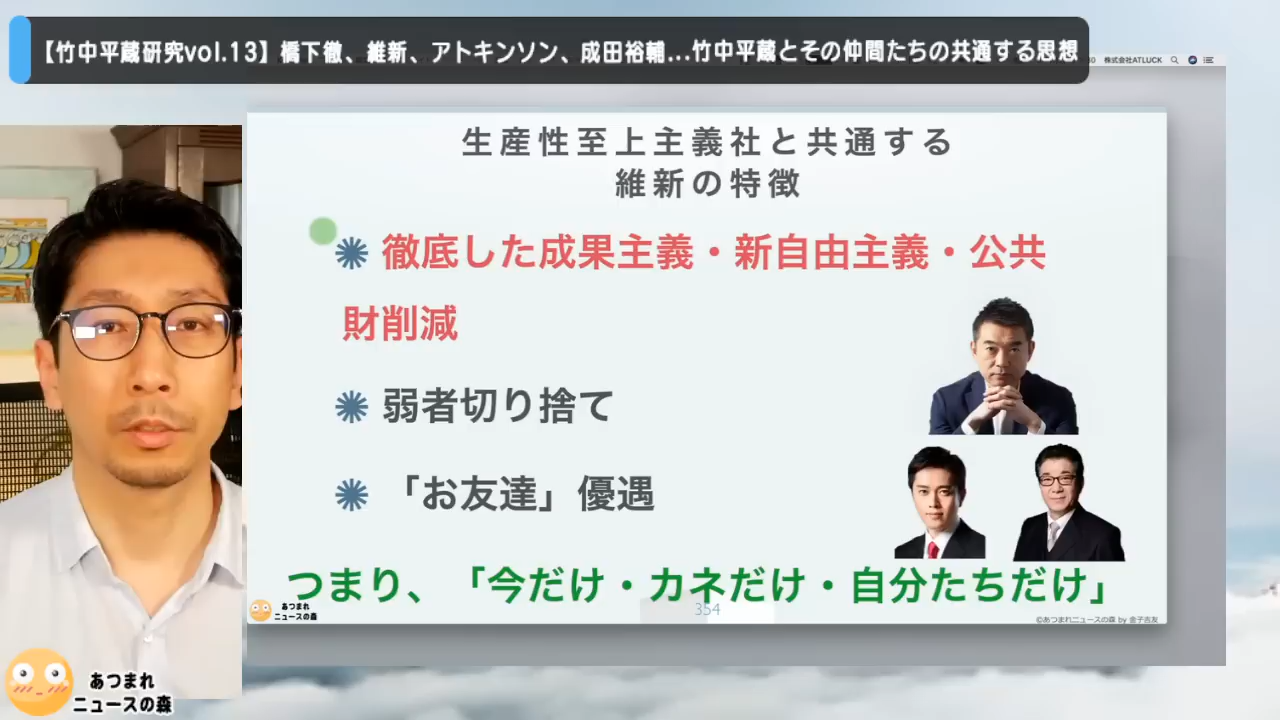 【竹中平蔵研究vol.13】橋下徹、維新、アトキンソン、成田裕輔…竹中平蔵とその仲間たちの共通する思想
株式会社ATLUCK
生産性至上主義社と共通する
維新の特徴
徹底した成果主義・新自由主義・公共
財削減
弱者切り捨て
「お友達」優遇
つまり、「今だけ・カネだけ・自分たちだけ」
あつまれ
ニュースの森
354
©あつまれニュースの森 by 金子吉友
あつまれ
ニュースの森